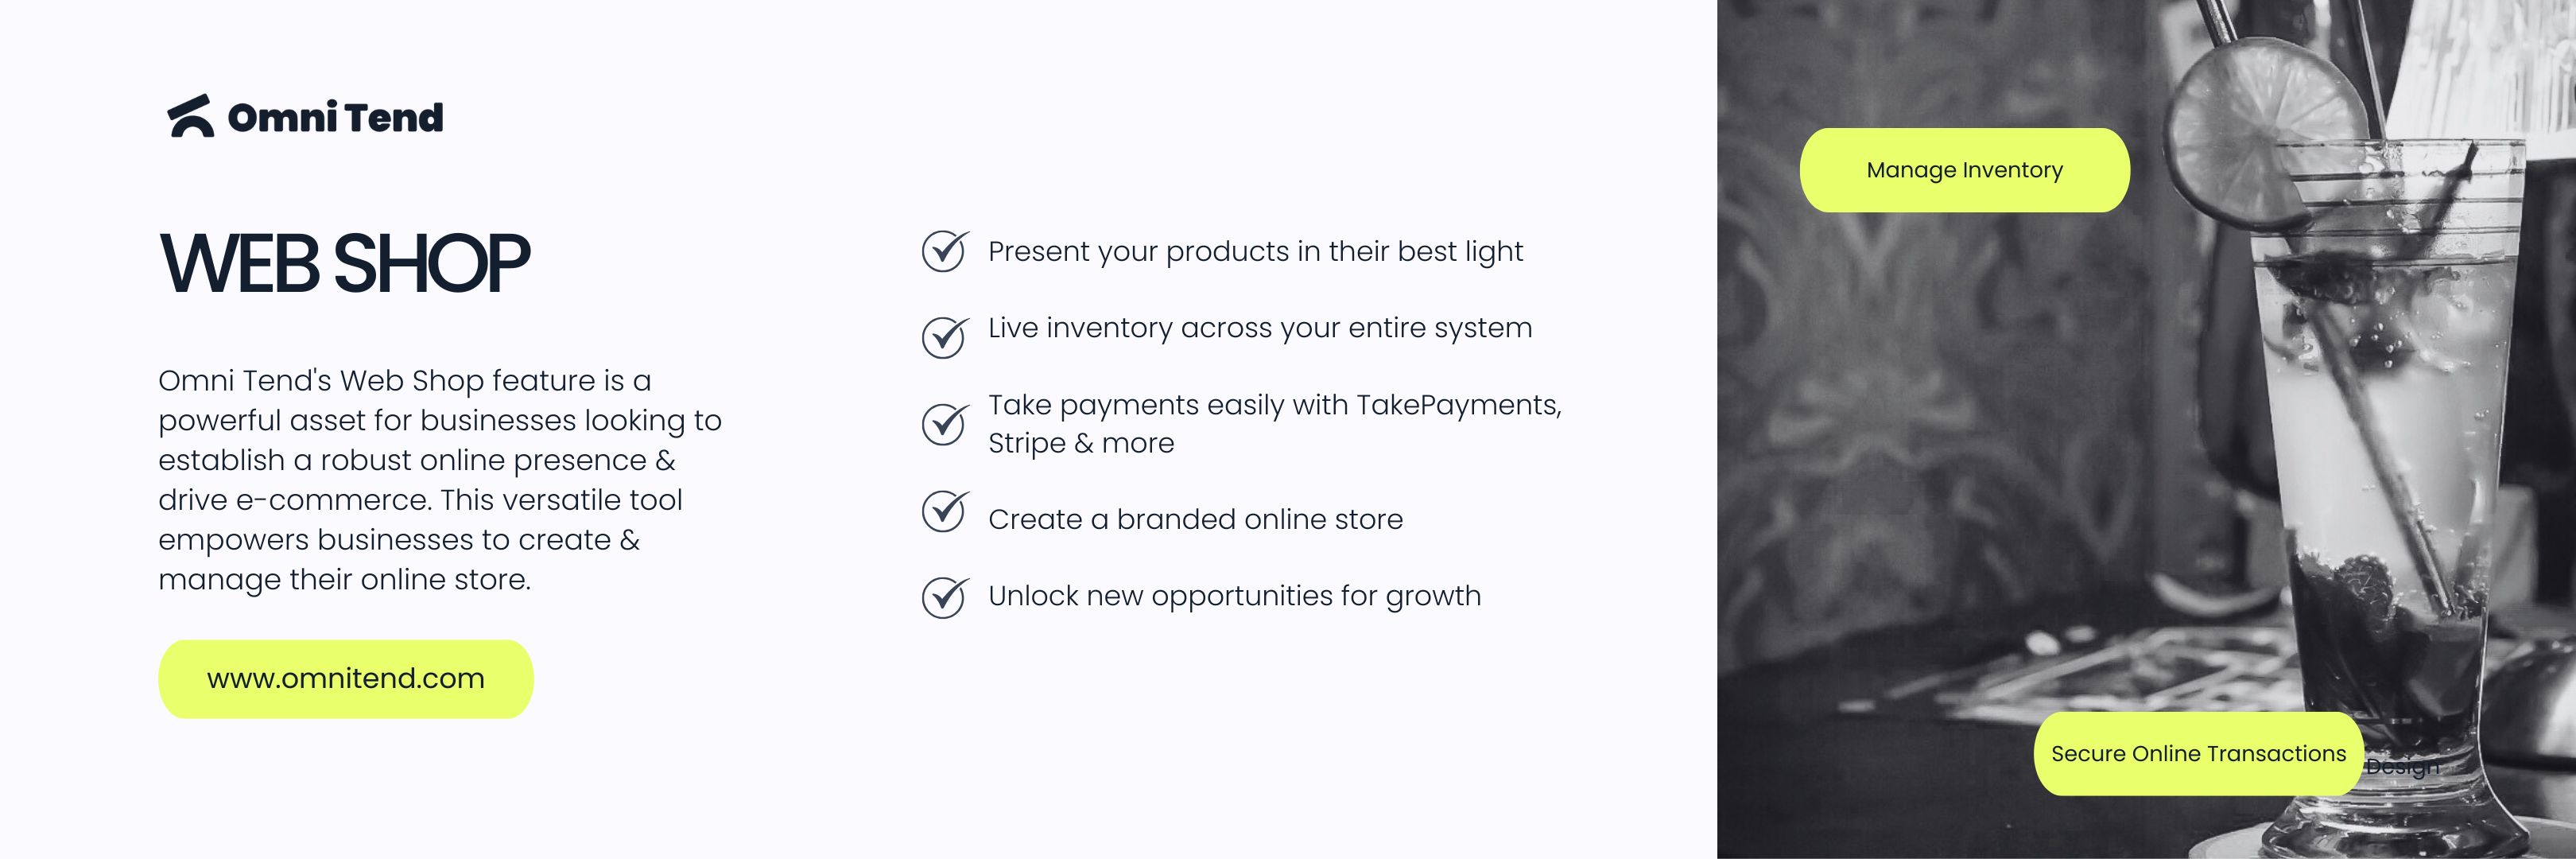 Omni Tend
WEB SHOP
Omni Tend's Web Shop feature is a
powerful asset for businesses looking to
establish a robust online presence &
drive e-commerce. This versatile tool
empowers businesses to create &
manage their online store.
www.omnitend.com
Present your products in their best light
Live inventory across your entire system
Take payments easily with TakePayments,
Stripe & more
Create a branded online store
Unlock new opportunities for growth
Manage Inventory
Secure Online Transactions
Design